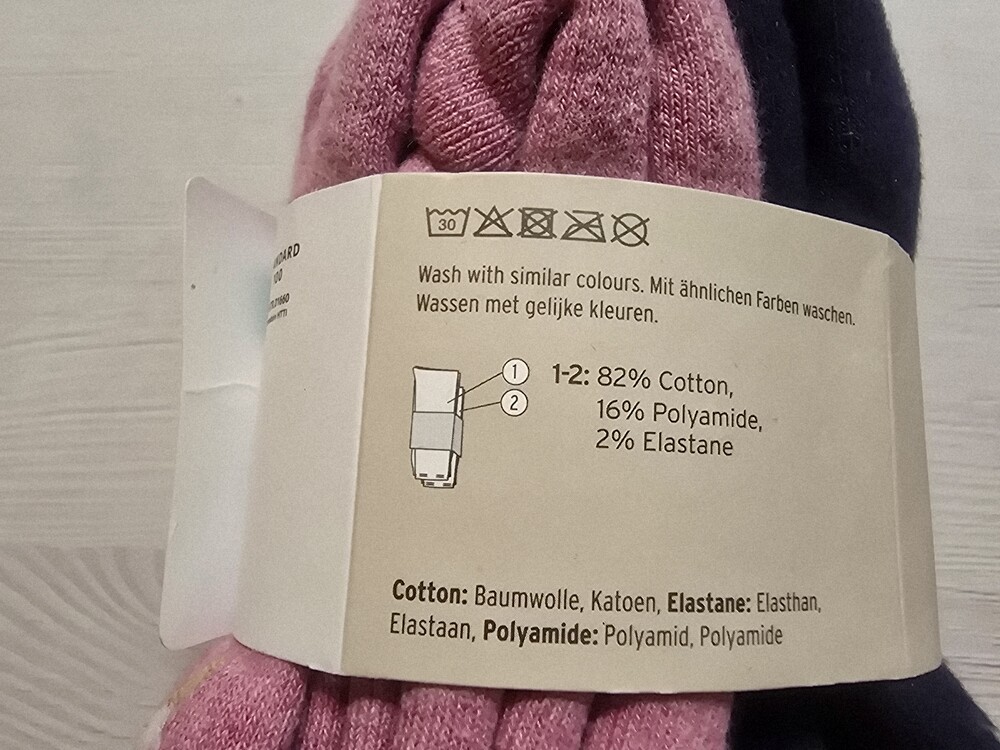 30
Wash with similar colours. Mit ähnlichen Farben waschen.
Wassen met gelijke kleuren.
1
2
1-2: 82% Cotton,
16% Polyamide,
2% Elastane
Cotton: Baumwolle, Katoen, Elastane: Elasthan,
Elastaan, Polyamide: Polyamid, Polyamide